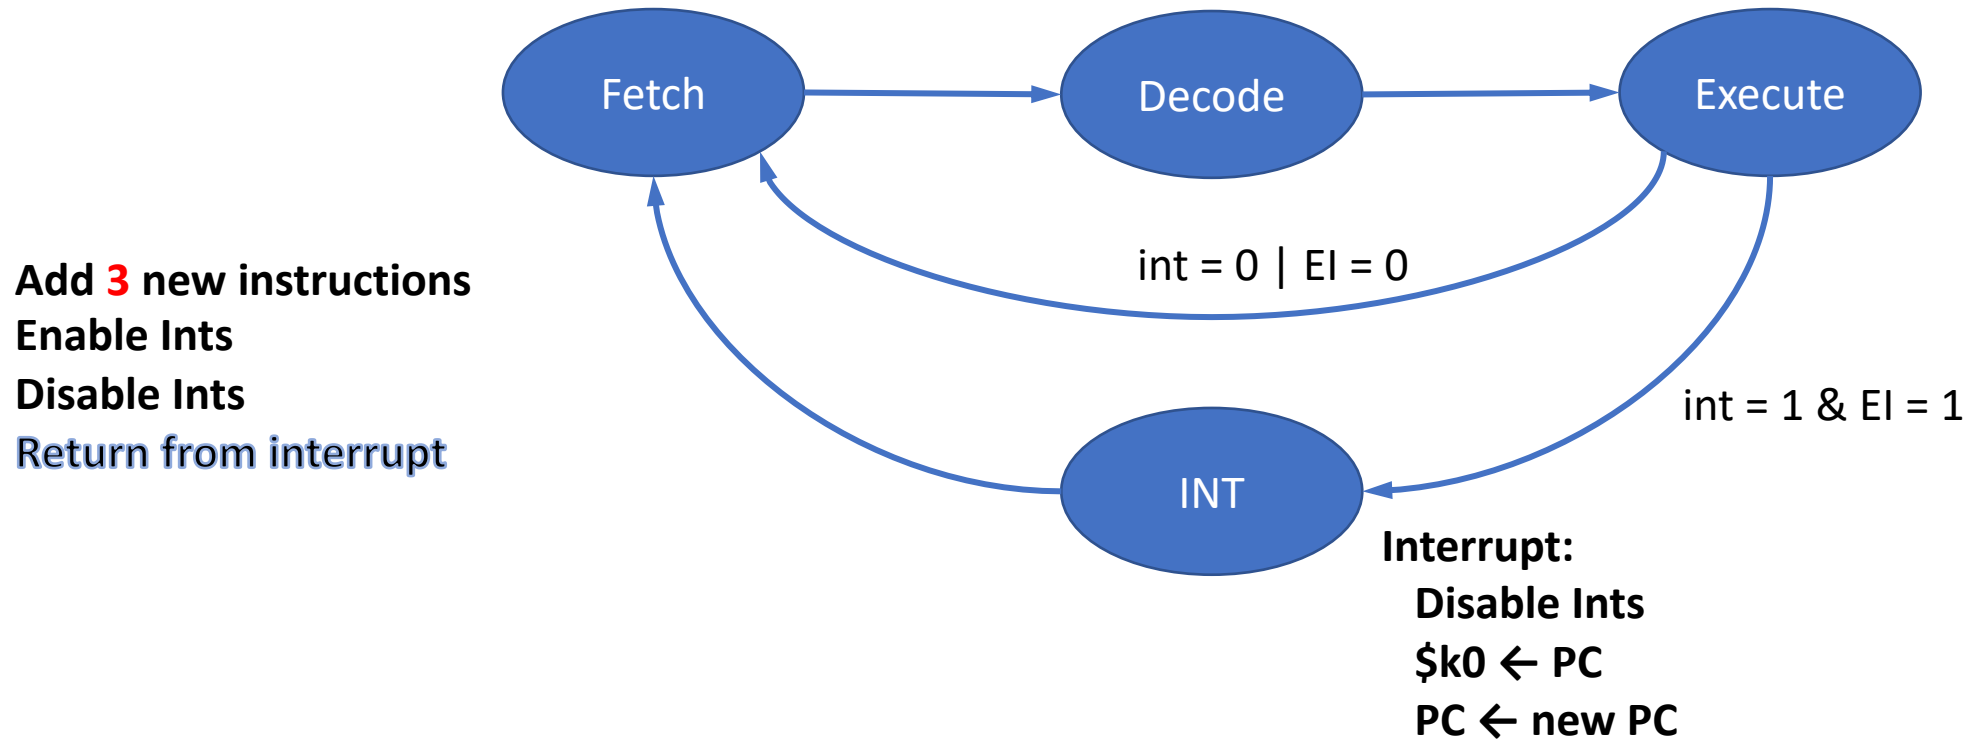 Fetch
Decode
Execute
int = 0 | EI = 0
Add 3 new instructions
Enable Ints
Disable Ints
Return from interrupt
int = 1 & EI = 1
INT
Interrupt:
Disable Ints
$k0 ← PC
PC ← new PC